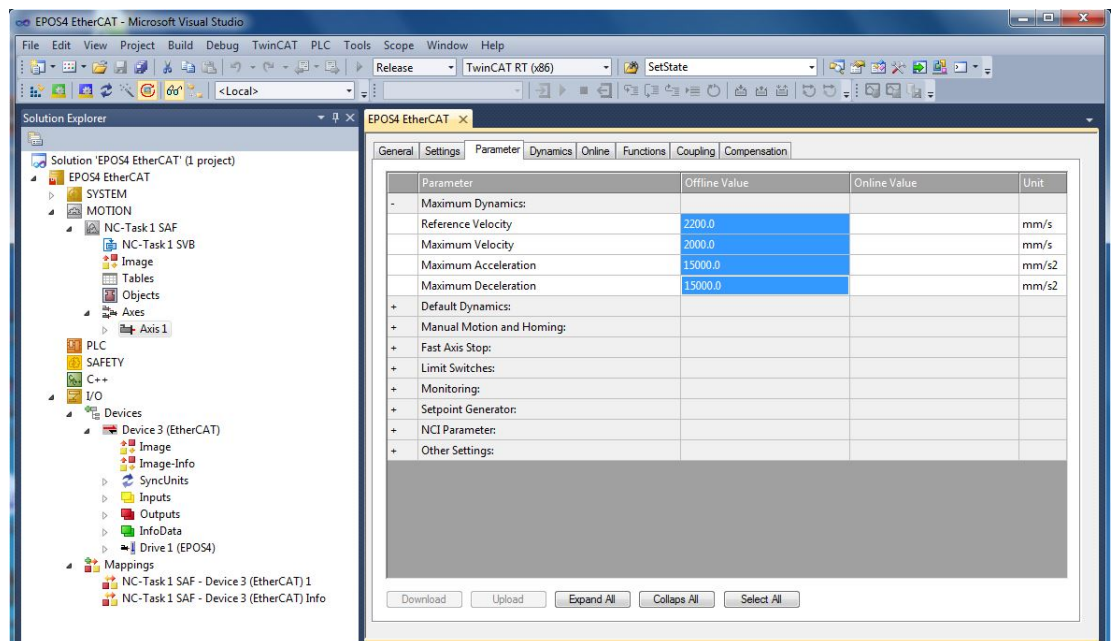 EPOS4 EtherCAT - Microsoft Visual Studio
File Edit View Project Build Debug TwinCAT PLC Tools Scope Window Help
Release TwinCAT RT (x86) SetState
<Local>
Solution Explorer
EPOS4 EtherCAT
Solution 'EPOS4 EtherCAT' (1 project)
EPOS4 EtherCAT
SYSTEM
MOTION
NC-Task 1 SAF
NC-Task 1 SVB
Image
Tables
Objects
Axes
Axis 1
PLC
SAFETY
C++
I/O
Devices
Device 3 (EtherCAT)
Image
Image-Info
SyncUnits
Inputs
Outputs
InfoData
Drive 1 (EPOS4)
Mappings
NC-Task 1 SAF - Device 3 (EtherCAT) 1
NC-Task 1 SAF - Device 3 (EtherCAT) Info
General Settings Parameter Dynamics Online Functions Coupling Compensation
Parameter Offline Value Online Value Unit
- Maximum Dynamics:
Reference Velocity 2200.0 mm/s
Maximum Velocity 2000.0 mm/s
Maximum Acceleration 15000.0 mm/s2
Maximum Deceleration 15000.0 mm/s2
+ Default Dynamics:
+ Manual Motion and Homing:
+ Fast Axis Stop:
+ Limit Switches:
+ Monitoring:
+ Setpoint Generator:
+ NCI Parameter:
+ Other Settings:
Download Upload Expand All Collaps All Select All